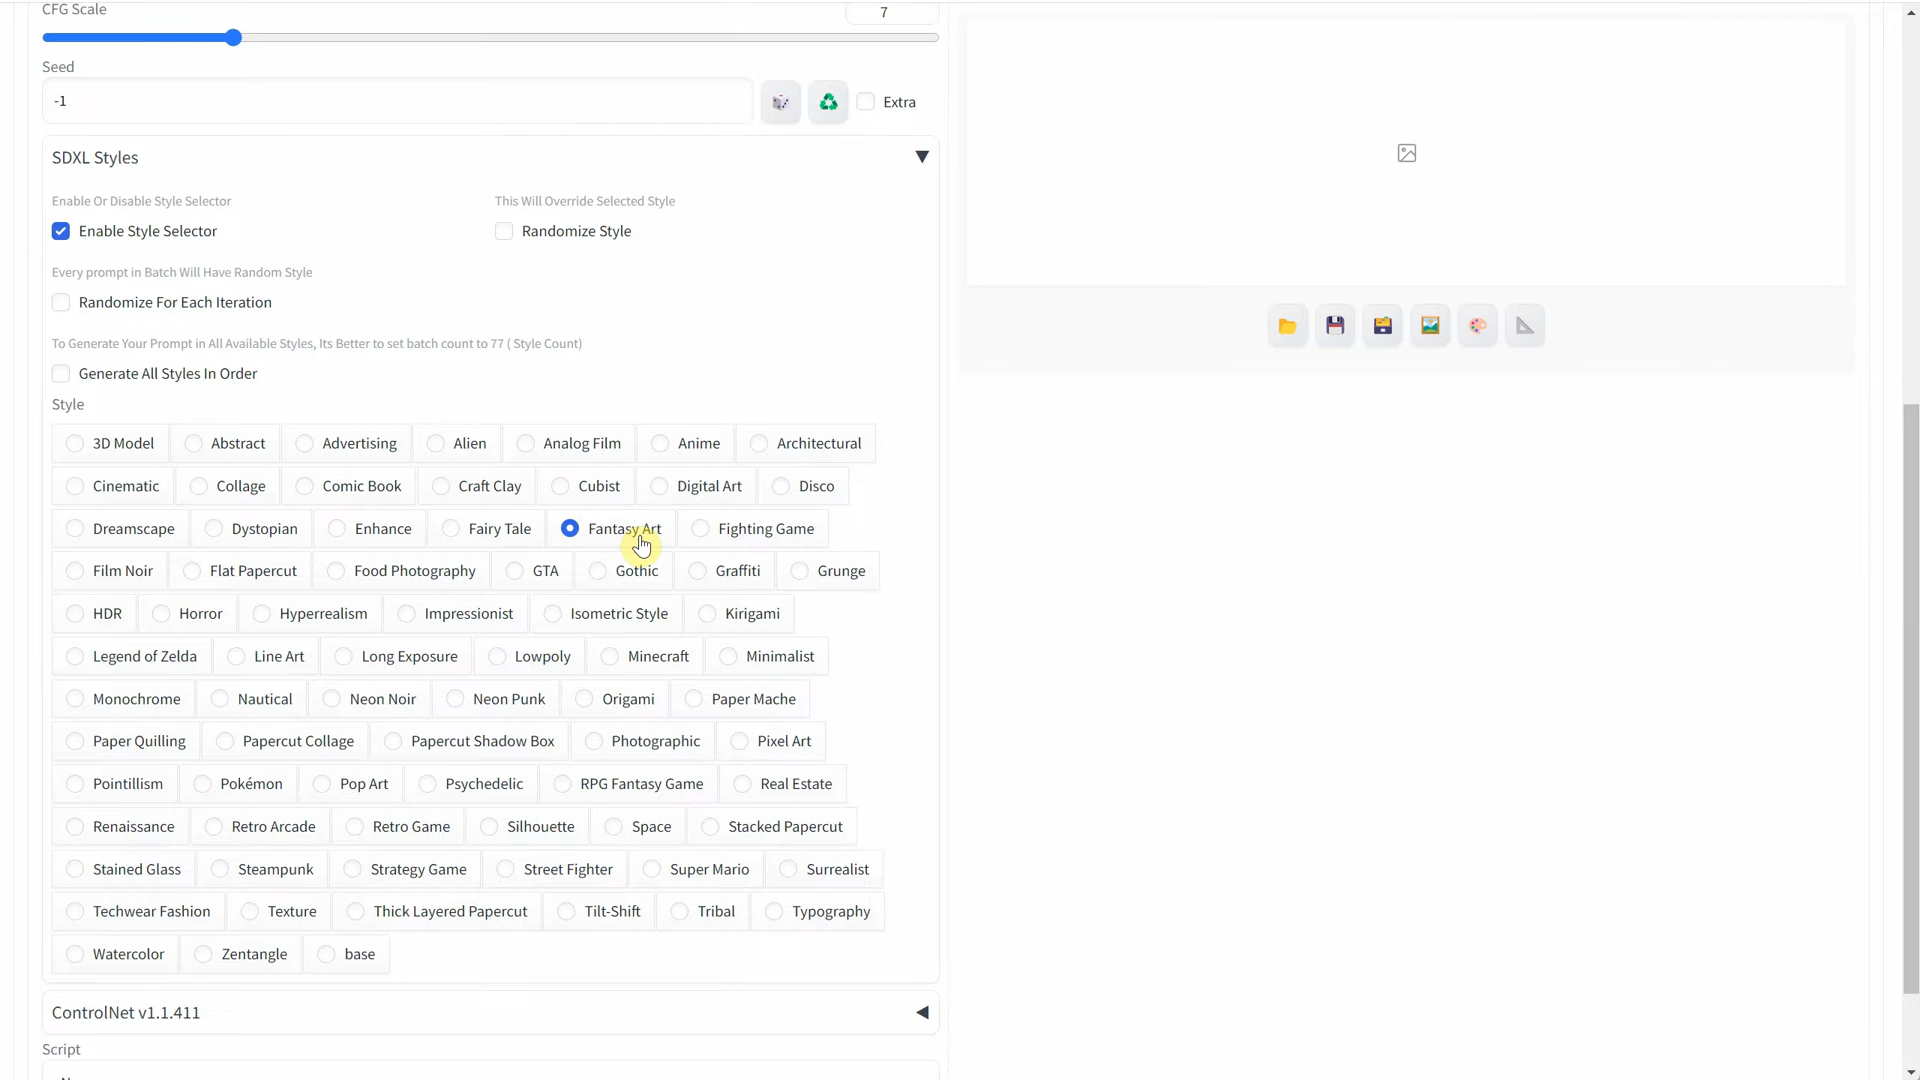 CFG Scale
7
Seed
-1
Extra
SDXL Styles
Enable Or Disable Style Selector
This Will Override Selected Style
Enable Style Selector
Randomize Style
Every prompt in Batch Will Have Random Style
Randomize For Each Iteration
To Generate Your Prompt in All Available Styles, Its Better to set batch count to 77 ( Style Count)
Generate All Styles In Order
Style
3D Model Abstract Advertising Alien Analog Film Anime Architectural
Cinematic Collage Comic Book Craft Clay Cubist Digital Art Disco
Dreamscape Dystopian Enhance Fairy Tale Fantasy Art Fighting Game
Film Noir Flat Papercut Food Photography GTA Gothic Graffiti Grunge
HDR Horror Hyperrealism Impressionist Isometric Style Kirigami
Legend of Zelda Line Art Long Exposure Lowpoly Minecraft Minimalist
Monochrome Nautical Neon Noir Neon Punk Origami Paper Mache
Paper Quilling Papercut Collage Papercut Shadow Box Photographic Pixel Art
Pointillism Pokémon Pop Art Psychedelic RPG Fantasy Game Real Estate
Renaissance Retro Arcade Retro Game Silhouette Space Stacked Papercut
Stained Glass Steampunk Strategy Game Street Fighter Super Mario Surrealist
Techwear Fashion Texture Thick Layered Papercut Tilt-Shift Tribal Typography
Watercolor Zentangle base
ControlNet v1.1.411
Script